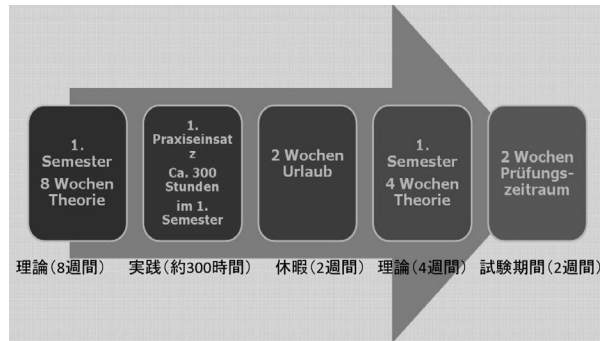 1.
Semester
8 Wochen
Theorie
1.
Praxiseinsat
z
Ca. 300
Stunden
im 1.
Semester
2 Wochen
Urlaub
1.
Semester
4 Wochen
Theorie
2 Wochen
Prüfungs-
zeitraum
理論(8週間)
実践(約300時間)
休暇(2週間)
理論(4週間)
試験期間(2週間)